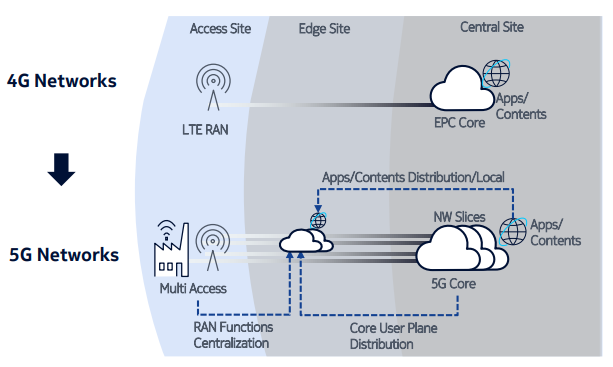 Access Site
Edge Site
Central Site
4G Networks
LTE RAN
EPC Core
Apps/
Contents
Apps/Contents Distribution/Local
5G Networks
NW Slices
Apps/
Contents
Multi Access
5G Core
RAN Functions
Centralization
Core User Plane
Distribution